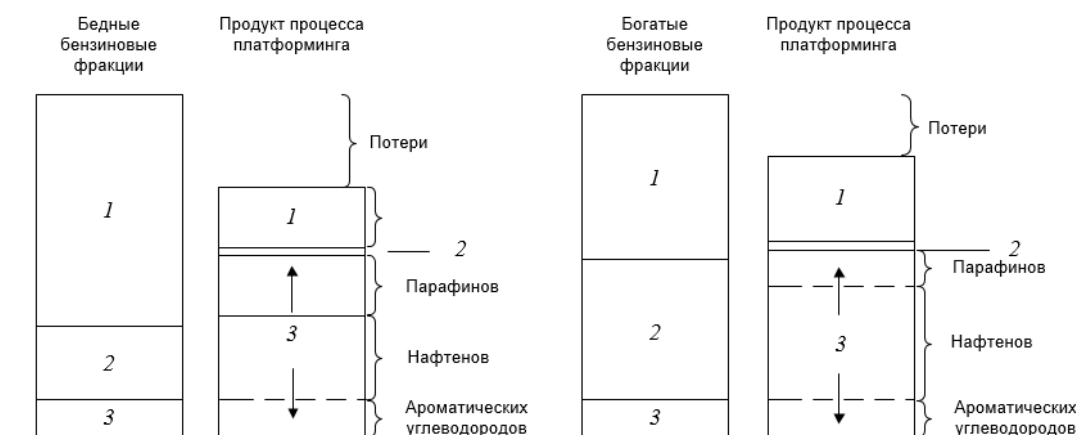 Бедные
бензиновые
фракции
Продукт процесса
платформинга
Потери
1
1
2
Парафинов
2
3
Нафтенов
3
Ароматических
углеводородов
Богатые
бензиновые
фракции
Продукт процесса
платформинга
Потери
1
1
2
Парафинов
2
3
Нафтенов
3
Ароматических
углеводородов